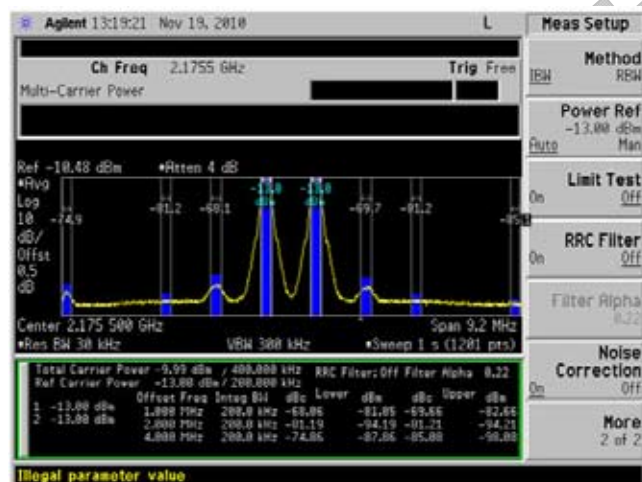 Agilent 13:19:21 Nov 19, 2010 L
Meas Setup
Ch Freq 2.1755 GHz Trig Free
Multi-Carrier Power
Method
IBW RBW
Power Ref
-13.00 dBm
Auto Man
Limit Test
On Off
RRC Filter
On Off
Filter Alpha
0.22
Noise
Correction
On Off
More
2 of 2
Ref -10.48 dBm •Atten 4 dB
•Avg
Log
10
dB/
Offst
0.5
dB
-74.9 -81.2 -68.1 -13.0 dBm -13.0 dBm -69.7 -81.2
Center 2.175 500 GHz Span 9.2 MHz
•Res BW 30 kHz VBW 300 kHz •Sweep 1 s (1201 pts)
Total Carrier Power -9.99 dBm / 400.000 kHz RRC Filter: Off Filter Alpha 0.22
Ref Carrier Power -13.00 dBm / 200.000 kHz
Lower Upper
Offset Freq Integ BW dBc dBm dBc dBm
1 -13.00 dBm
2 -13.00 dBm
1.000 MHz 200.0 kHz -68.06 -81.05 -69.66 -82.66
2.000 MHz 200.0 kHz -81.19 -94.19 -81.21 -94.21
4.000 MHz 200.0 kHz -74.86 -87.86 -85.08 -98.08
Illegal parameter value